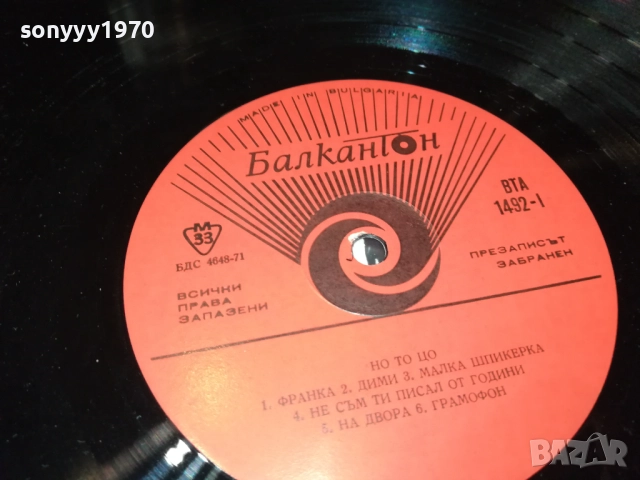 sonyyy1970
MADE IN BULGARIA
Балкантон
ВТА
1492-I
М
33
БДС 4648-71
ПРЕЗАПИСЪТ
ЗАБРАНЕН
ВСИЧКИ
ПРАВА
ЗАПАЗЕНИ
НО ТО ЦО
1. ФРАНКА 2. ДИМИ 3. МАЛКА ШПИКЕРКА
4. НЕ СЪМ ТИ ПИСАЛ ОТ ГОДИНИ
5. НА ДВОРА 6. ГРАМОФОН
BAZAR